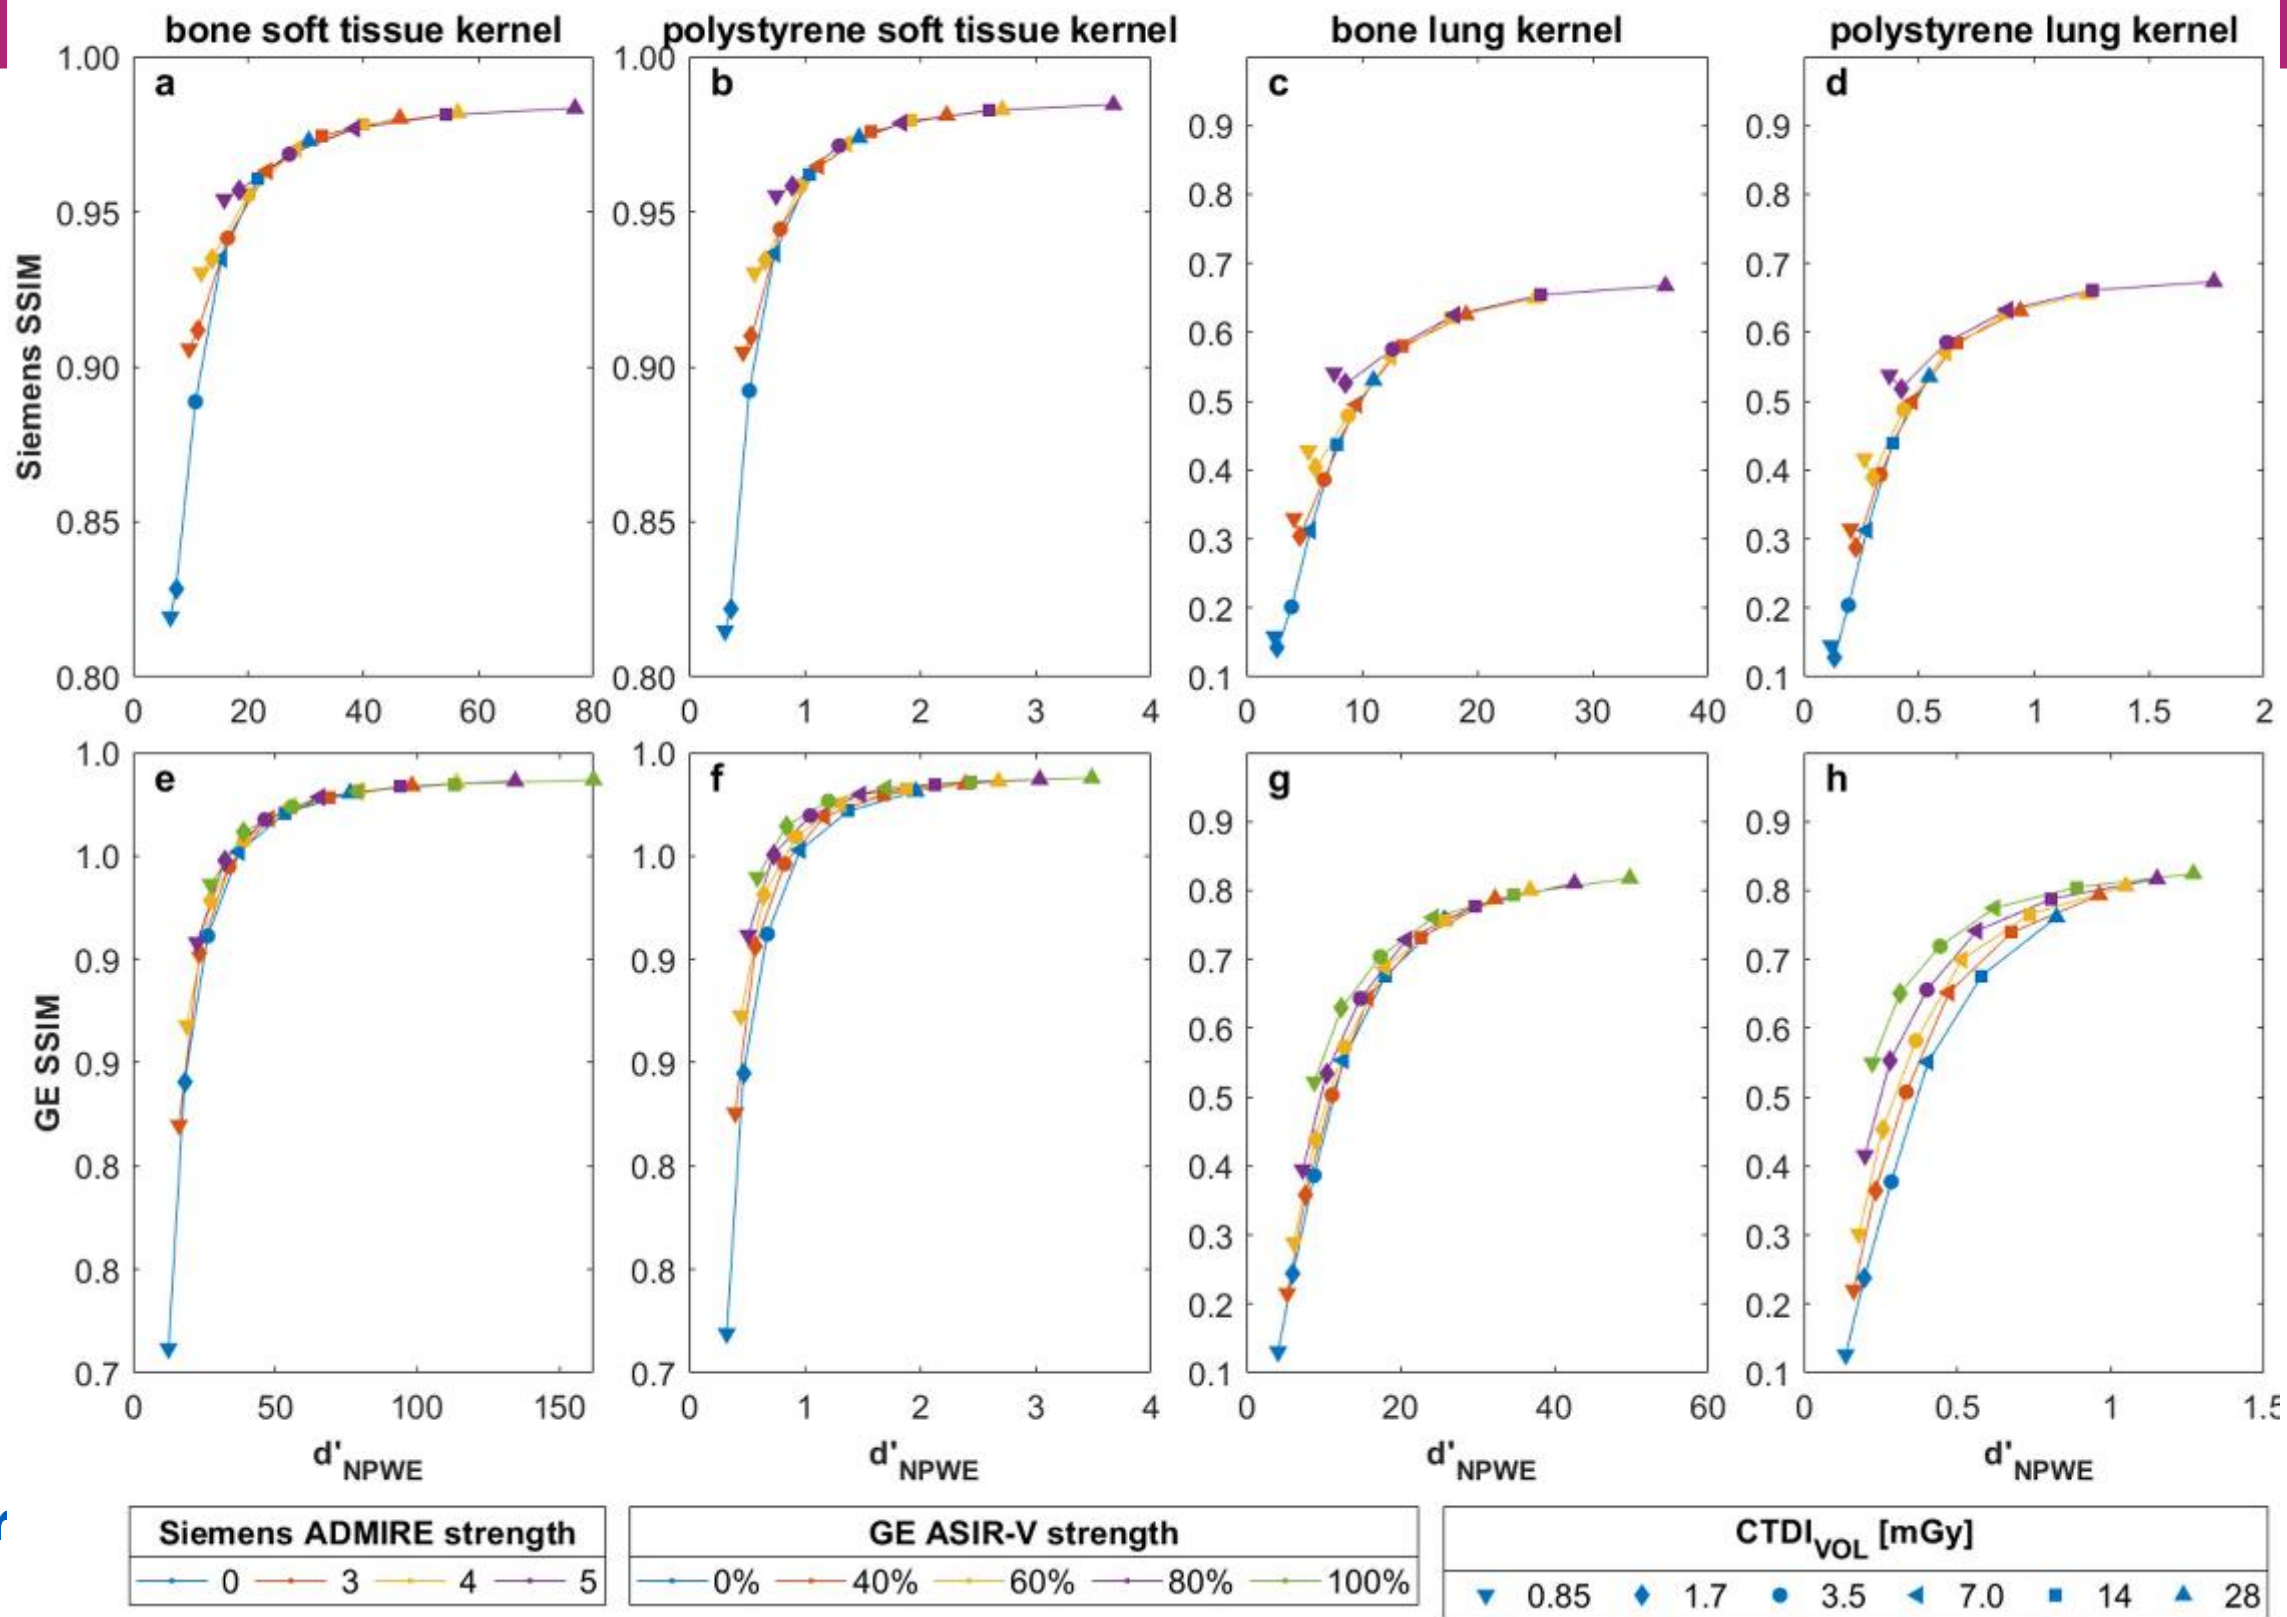 bone soft tissue kernel
polystyrene soft tissue kernel
bone lung kernel
polystyrene lung kernel
Siemens SSIM
a
1.00
0.95
0.90
0.85
0.80
0 20 40 60 80
b
1.00
0.95
0.90
0.85
0.80
0 1 2 3 4
c
0.9
0.8
0.7
0.6
0.5
0.4
0.3
0.2
0.1
0 10 20 30 40
d
0.9
0.8
0.7
0.6
0.5
0.4
0.3
0.2
0.1
0 0.5 1 1.5 2
GE SSIM
e
1.0
1.0
0.9
0.9
0.8
0.8
0.7
0 50 100 150
d'NPWE
f
1.0
1.0
0.9
0.9
0.8
0.8
0.7
0 1 2 3 4
d'NPWE
g
0.9
0.8
0.7
0.6
0.5
0.4
0.3
0.2
0.1
0 20 40 60
d'NPWE
h
0.9
0.8
0.7
0.6
0.5
0.4
0.3
0.2
0.1
0 0.5 1 1.5
d'NPWE
r
Siemens ADMIRE strength
0 3 4 5
GE ASIR-V strength
0% 40% 60% 80% 100%
CTDIVOL [mGy]
0.85 1.7 3.5 7.0 14 28